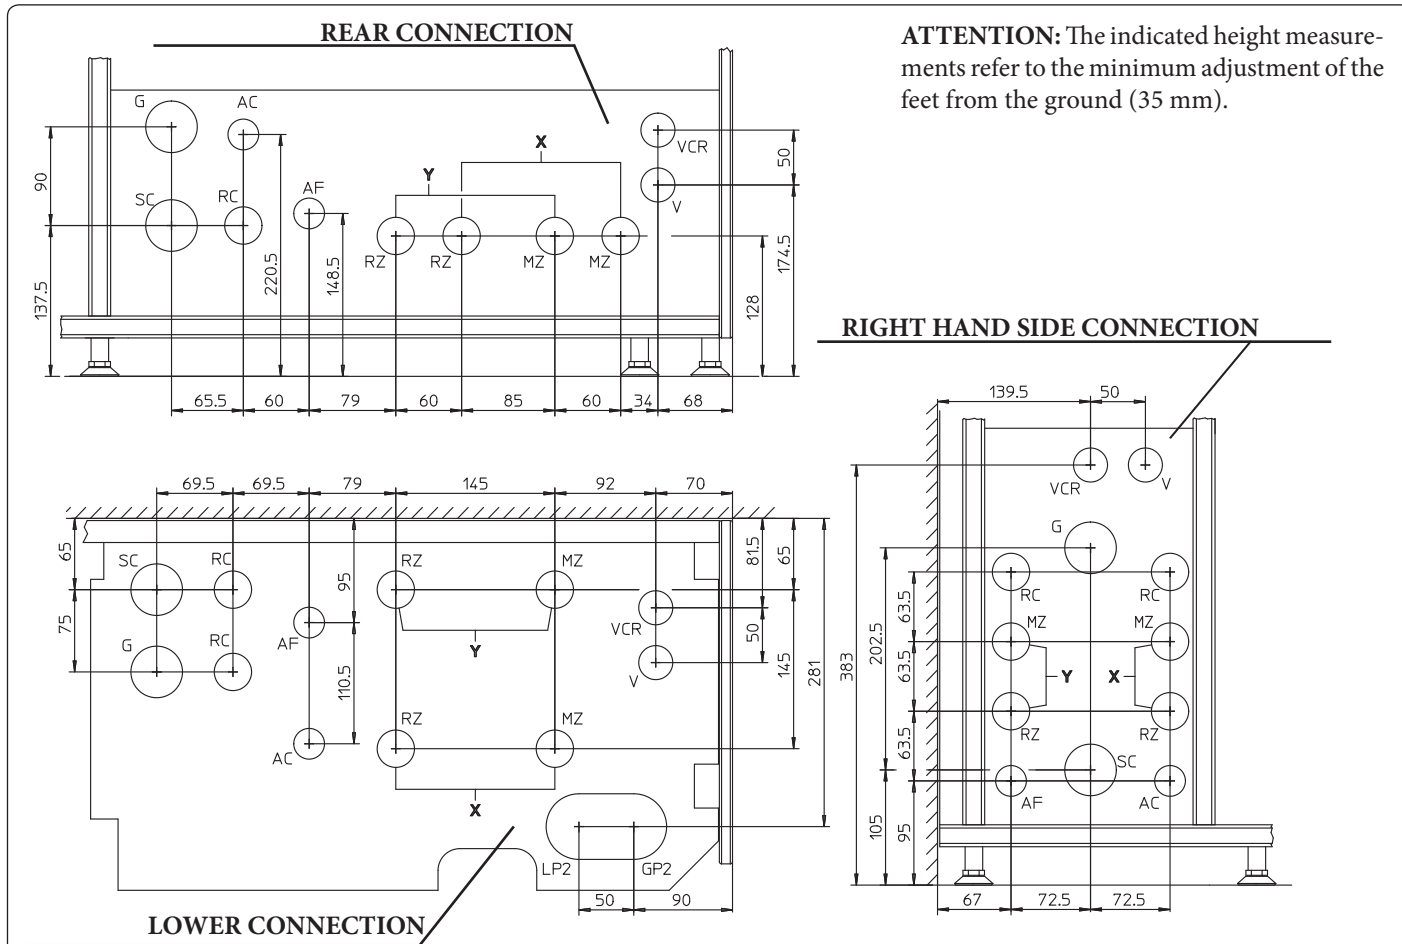 REAR CONNECTION
ATTENTION: The indicated height measure-
ments refer to the minimum adjustment of the
feet from the ground (35 mm).
G
AC
VCR
X
50
Y
90
SC
RC
AF
V
RZ
RZ
MZ
MZ
220.5
148.5
174.5
137.5
128
65.5
60
79
60
85
60
34
68
RIGHT HAND SIDE CONNECTION
139.5
50
VCR
V
G
RC
RC
MZ
MZ
Y
X
RZ
RZ
SC
AF
AC
383
202.5
63.5
63.5
63.5
105
95
67
72.5
72.5
69.5
69.5
79
145
92
70
65
SC
RC
95
RZ
MZ
81.5
65
75
AF
VCR
50
G
RC
Y
V
145
281
110.5
RZ
MZ
AC
X
LP2
GP2
50
90
LOWER CONNECTION